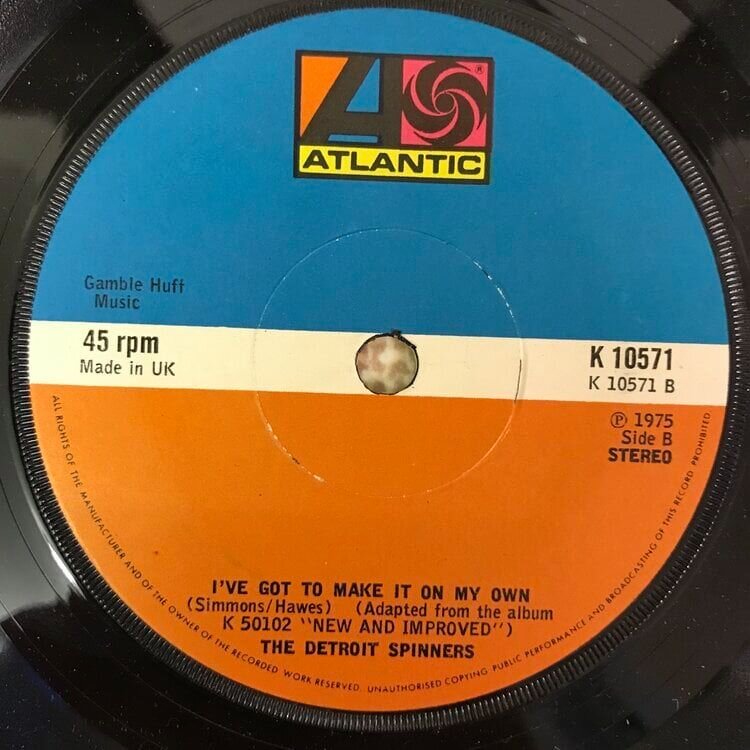 ATLANTIC
®
Gamble Huff
Music
45 rpm
Made in UK
K 10571
K 10571 B
℗ 1975
Side B
STEREO
I'VE GOT TO MAKE IT ON MY OWN
(Simmons/Hawes) (Adapted from the album
K 50102 "NEW AND IMPROVED")
THE DETROIT SPINNERS
ALL RIGHTS OF THE MANUFACTURER AND OF THE OWNER OF THE RECORDED WORK RESERVED. UNAUTHORISED COPYING PUBLIC PERFORMANCE AND BROADCASTING OF THIS RECORD PROHIBITED